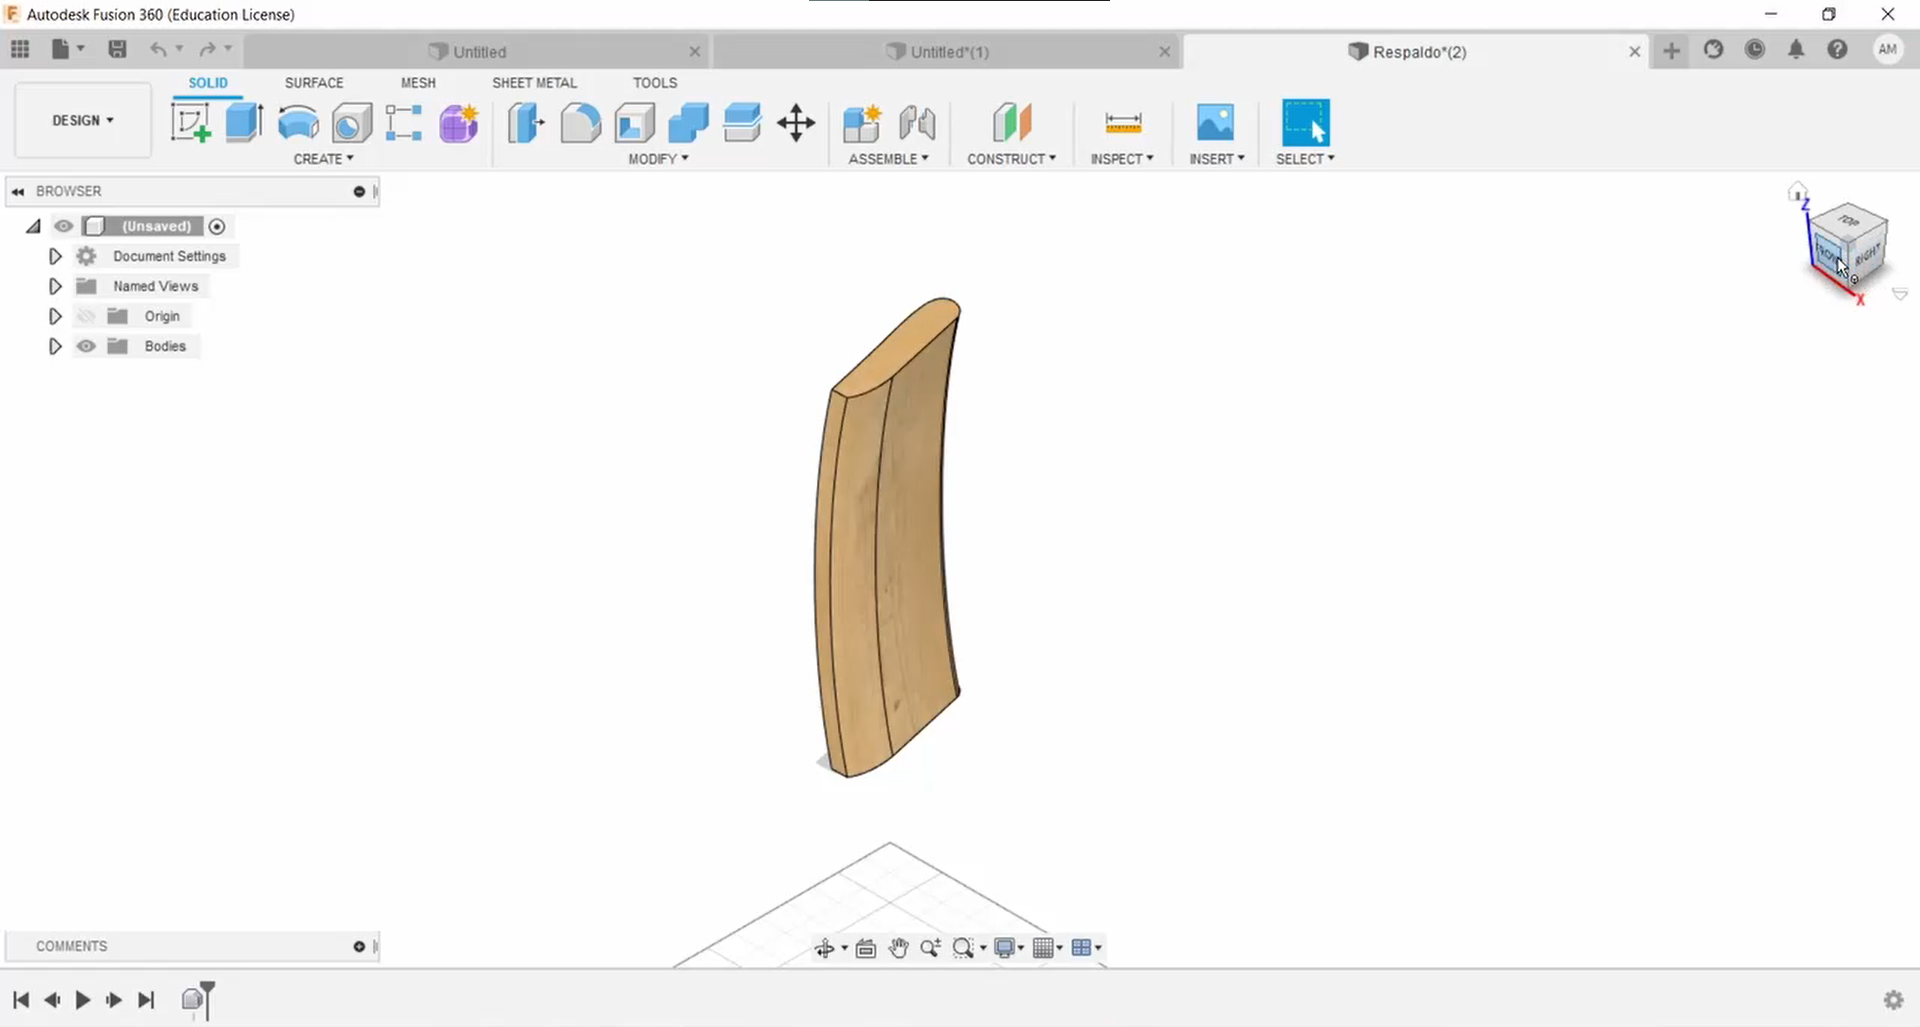 Autodesk Fusion 360 (Education License)
Untitled
Untitled*(1)
Respaldo*(2)
AM
SOLID
SURFACE
MESH
SHEET METAL
TOOLS
DESIGN
CREATE
MODIFY
ASSEMBLE
CONSTRUCT
INSPECT
INSERT
SELECT
BROWSER
(Unsaved)
Document Settings
Named Views
Origin
Bodies
Z
TOP
FRONT
RIGHT
X
COMMENTS